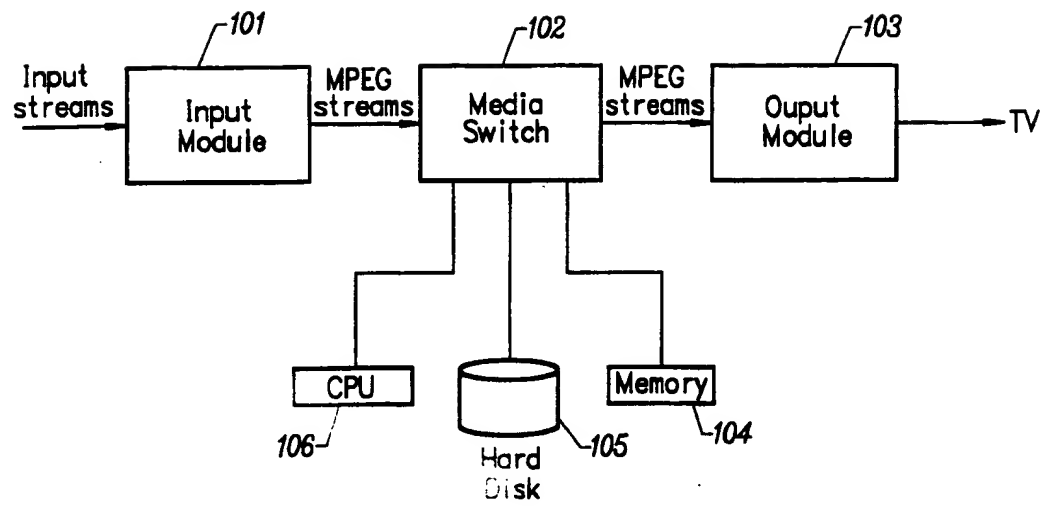 101
102
103
Input
streams
Input
Module
MPEG
streams
Media
Switch
MPEG
streams
Ouput
Module
TV
CPU
Memory
106
105
104
Hard
Disk